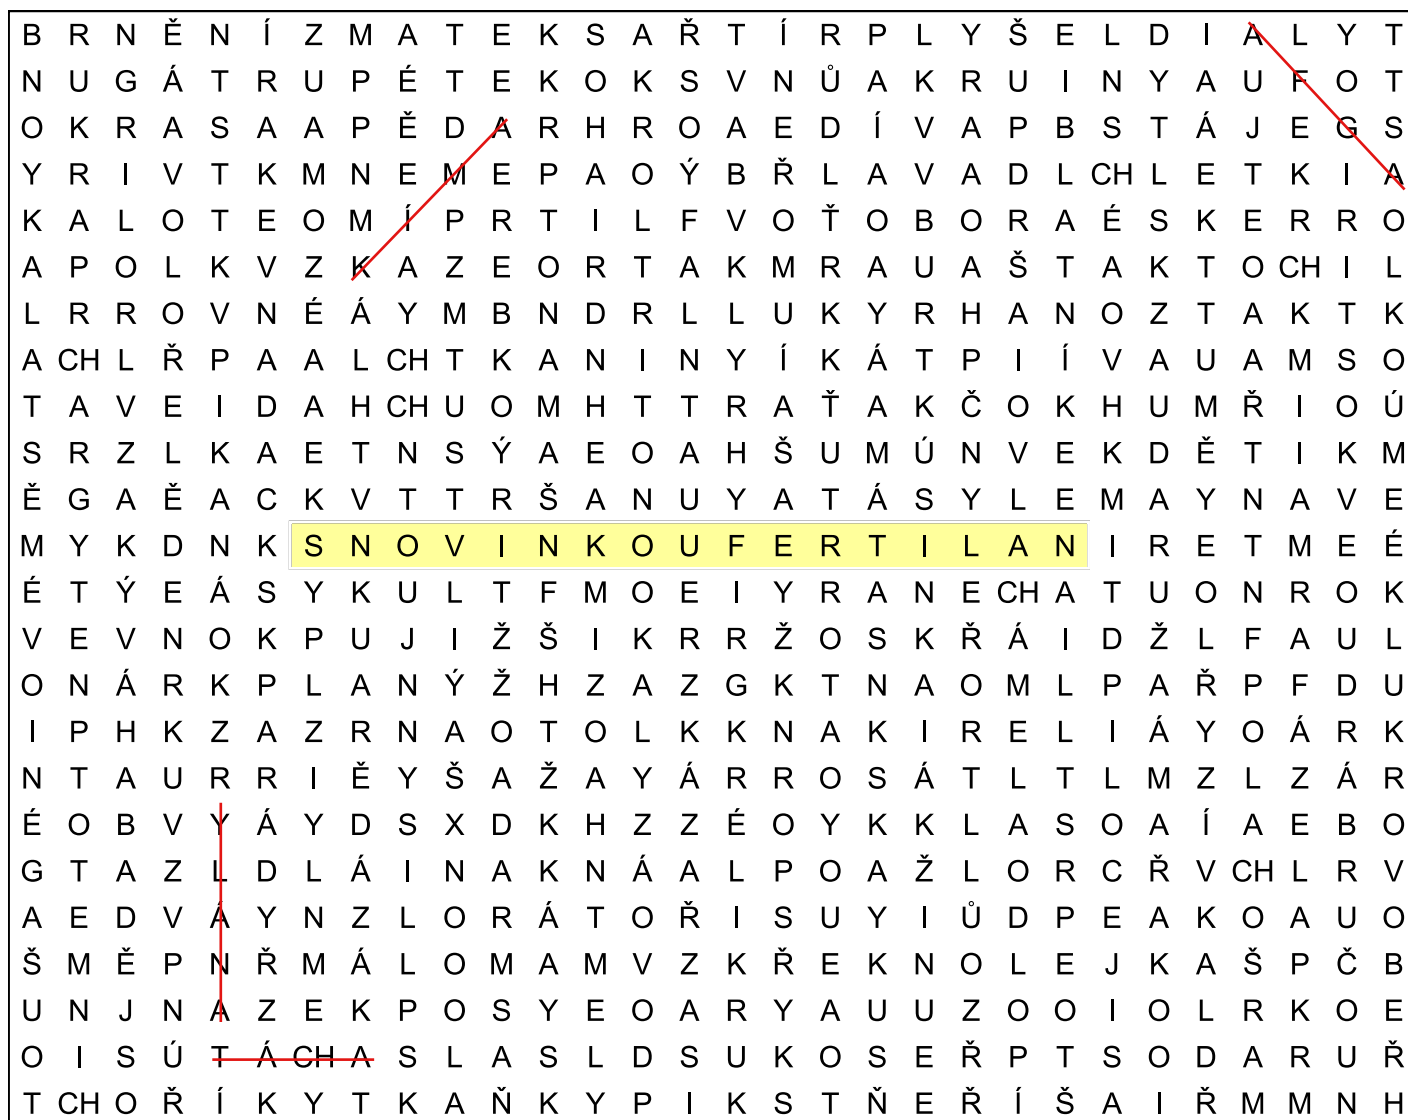 B R N Ě N Í Z M A T E K S A Ř T Í R P L Y Š E L D I A L Y T
N U G Á T R U P É T E K O K S V N Ů A K R U I N Y A U F O T
O K R A S A A P Ě D A R H R O A E D Í V A P B S T Á J E G S
Y R I V T K M N E M E P A O Ý B Ř L A V A D L CH L E T K I A
K A L O T E O M Í P R T I L F V O Ť O B O R A É S K E R R O
A P O L K V Z K A Z E O R T A K M R A U A Š T A K T O CH I L
L R R O V N É Á Y M B N D R L L U K Y R H A N O Z T A K T K
A CH L Ř P A A L CH T K A N I N Y Í K Á T P I Í V A U A M S O
T A V E I D A H CH U O M H T T R A Ť A K Č O K H U M Ř I O Ú
S R Z L K A E T N S Ý A E O A H Š U M Ú N V E K D Ě T I K M
Ě G A Ě A C K V T T R Š A N U Y A T Á S Y L E M A Y N A V E
M Y K D N K S N O V I N K O U F E R T I L A N I R E T M E É
É T Ý E Á S Y K U L T F M O E I Y R A N E CH A T U O N R O K
V E V N O K P U J I Ž Š I K R R Ž O S K Ř Á I D Ž L F A U L
O N Á R K P L A N Ý Ž H Z A Z G K T N A O M L P A Ř P F D U
I P H K Z A Z R N A O T O L K K N A K I R E L I Á Y O Á R K
N T A U R R I Ě Y Š A Ž A Y Á R R O S Á T L T L M Z L Z Á R
É O B V Y Á Y D S X D K H Z Z É O Y K K L A S O A Í A E B O
G T A Z L D L Á I N A K N Á A L P O A Ž L O R C Ř V CH L R V
A E D V Á Y N Z L O R Á T O Ř I S U Y I Ů D P E A K O A U O
Š M Ě P N Ř M Á L O M A M V Z K Ř E K N O L E J K A Š P Č B
U N J N A Z E K P O S Y E O A R Y A U U Z O O I O L R K O E
O I S Ú T Á CH A S L A S L D S U K O S E Ř P T S O D A R U Ř
T CH O Ř Í K Y T K A Ň K Y P I K S T Ň E Ř Í Š A I Ř M M N H